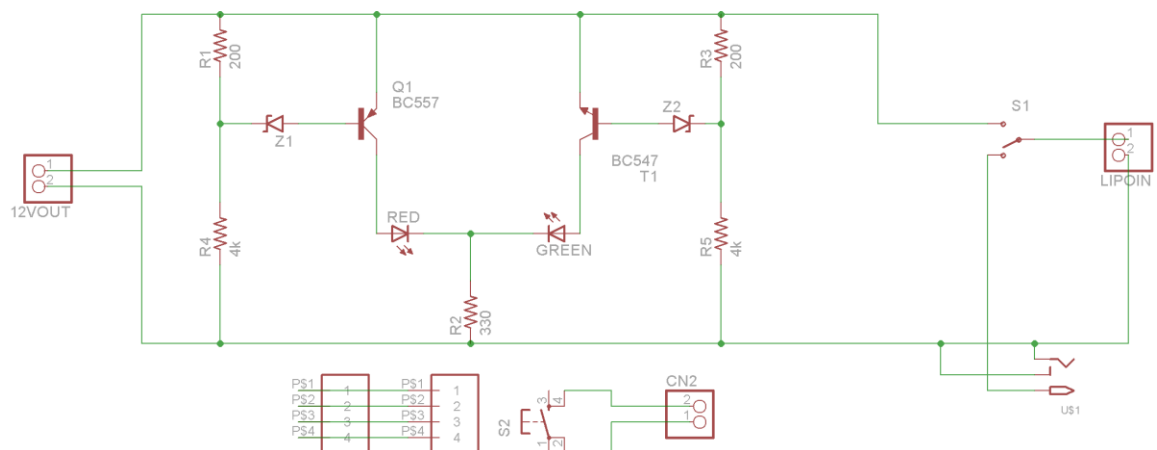 R1
200
Q1
BC557
Z1
R3
200
Z2
BC547
T1
S1
1
2
LIPOIN
1
2
12VOUT
R4
4k
RED
GREEN
R5
4k
R2
330
U$1
P$1
1
P$1
1
P$2
2
P$2
2
P$3
3
P$3
3
P$4
4
P$4
4
S2
3
4
1
2
CN2
2
1